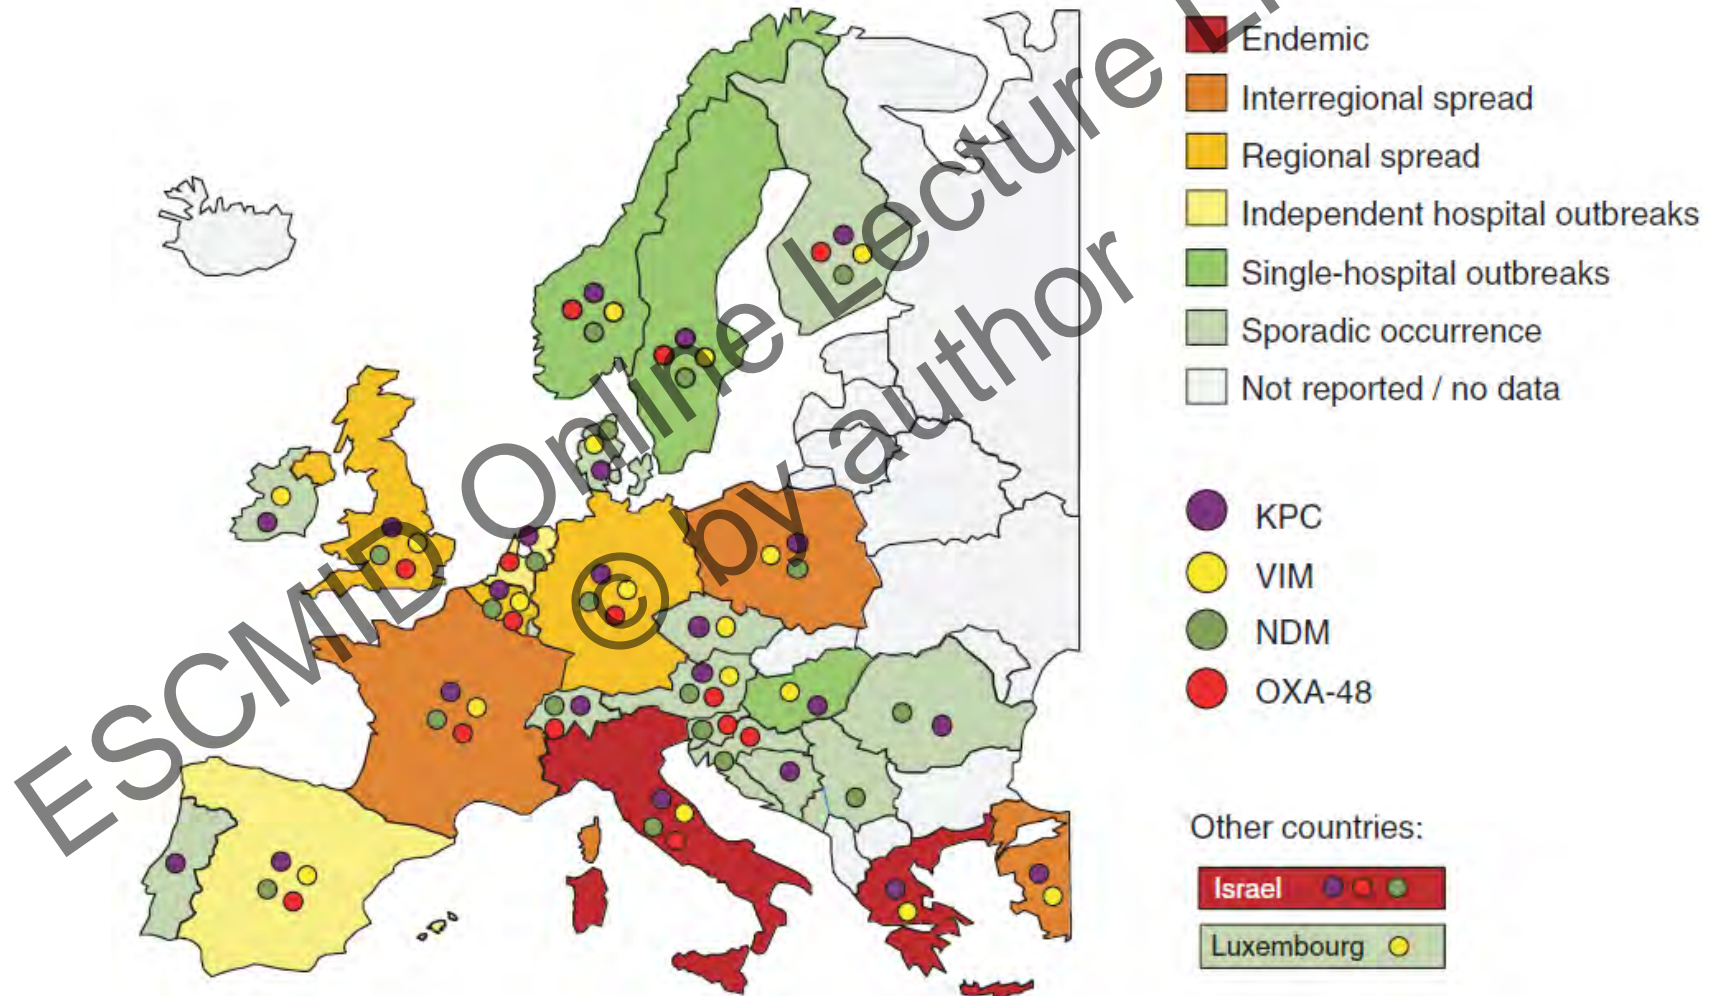 Endemic
Interregional spread
Regional spread
Independent hospital outbreaks
Single-hospital outbreaks
Sporadic occurrence
Not reported / no data
KPC
VIM
NDM
OXA-48
Other countries:
Israel
Luxembourg
ESCMID Online Lecture
© by author